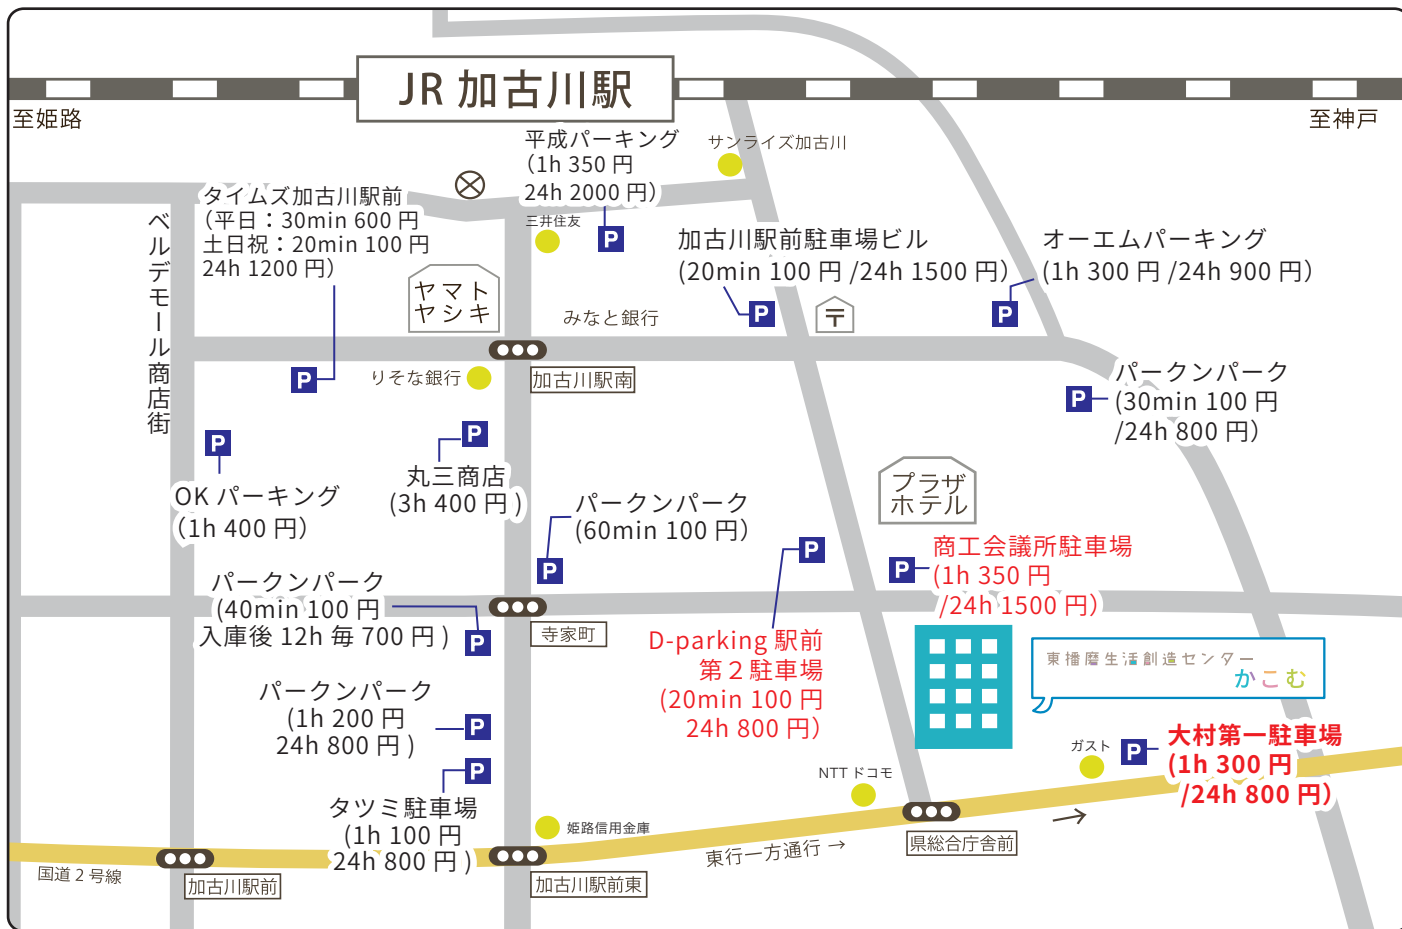 JR 加古川駅
至姫路
至神戸
平成パーキング
（1h 350 円
24h 2000 円）
サンライズ加古川
タイムズ加古川駅前
（平日：30min 600 円
土日祝：20min 100 円
24h 1200 円）
三井住友
P
加古川駅前駐車場ビル
(20min 100 円 /24h 1500 円）
オーエムパーキング
(1h 300 円 /24h 900 円）
ベルデモール商店街
ヤマト
ヤシキ
みなと銀行
P
〒
P
りそな銀行
加古川駅南
P
パークンパーク
(30min 100 円
/24h 800 円）
P
P
P
丸三商店
(3h 400 円 )
OK パーキング
（1h 400 円）
パークンパーク
(60min 100 円）
プラザ
ホテル
P
P
P
商工会議所駐車場
(1h 350 円
/24h 1500 円）
パークンパーク
(40min 100 円
入庫後 12h 毎 700 円 )
P
寺家町
D-parking 駅前
第２駐車場
(20min 100 円
24h 800 円）
東播磨生活創造センター
かこむ
パークンパーク
(1h 200 円
24h 800 円 )
P
P
タツミ駐車場
(1h 100 円
24h 800 円 )
NTT ドコモ
ガスト
P
大村第一駐車場
(1h 300 円
/24h 800 円）
姫路信用金庫
東行一方通行 →
→
県総合庁舎前
国道 2 号線
加古川駅前
加古川駅前東